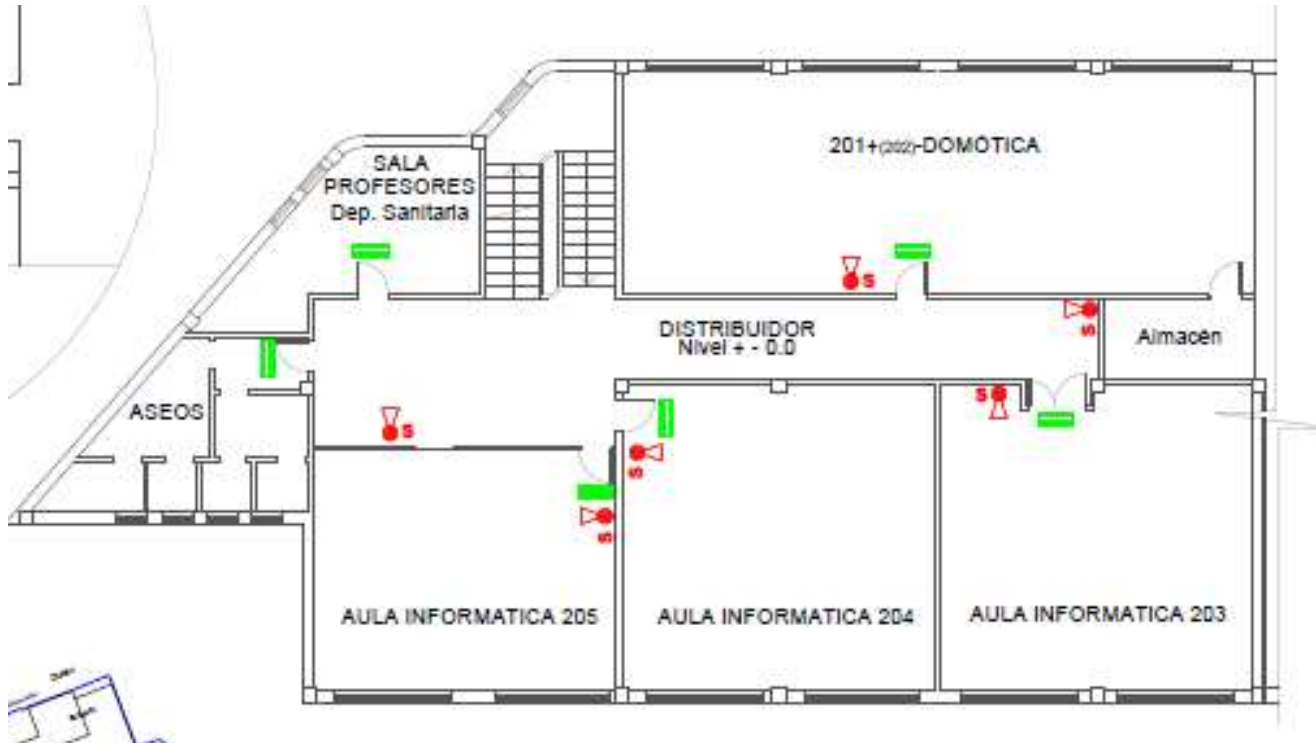 201+(202)-DOMÓTICA
SALA
PROFESORES
Dep. Sanitaria
S
S
DISTRIBUIDOR
Nivel + - 0.0
Almacén
ASEOS
S
S
S
S
AULA INFORMATICA 205
AULA INFORMATICA 204
AULA INFORMATICA 203